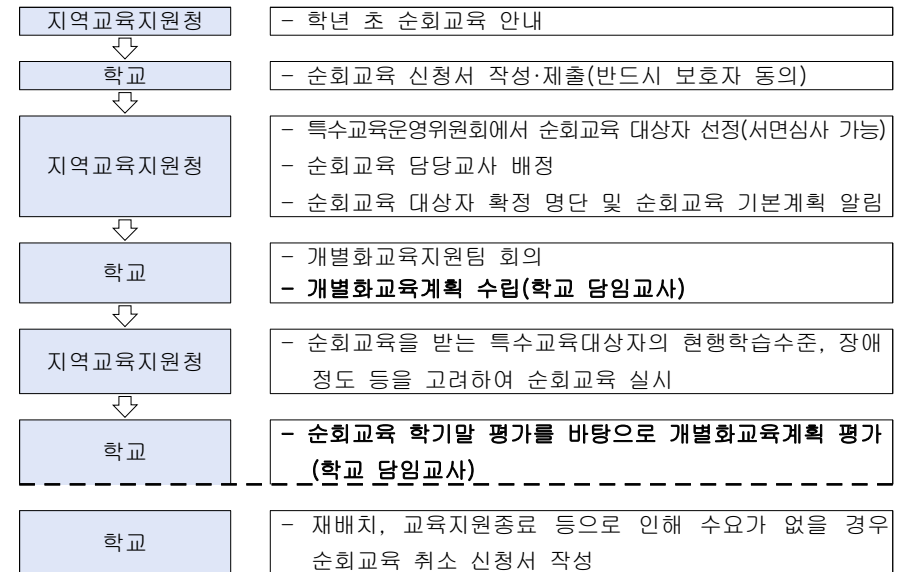 지역교육지원청
- 학년 초 순회교육 안내
학교
- 순회교육 신청서 작성·제출(반드시 보호자 동의)
지역교육지원청
- 특수교육운영위원회에서 순회교육 대상자 선정(서면심사 가능)
- 순회교육 담당교사 배정
- 순회교육 대상자 확정 명단 및 순회교육 기본계획 알림
학교
- 개별화교육지원팀 회의
- 개별화교육계획 수립(학교 담임교사)
지역교육지원청
- 순회교육을 받는 특수교육대상자의 현행학습수준, 장애
정도 등을 고려하여 순회교육 실시
학교
- 순회교육 학기말 평가를 바탕으로 개별화교육계획 평가
(학교 담임교사)
학교
- 재배치, 교육지원종료 등으로 인해 수요가 없을 경우
순회교육 취소 신청서 작성